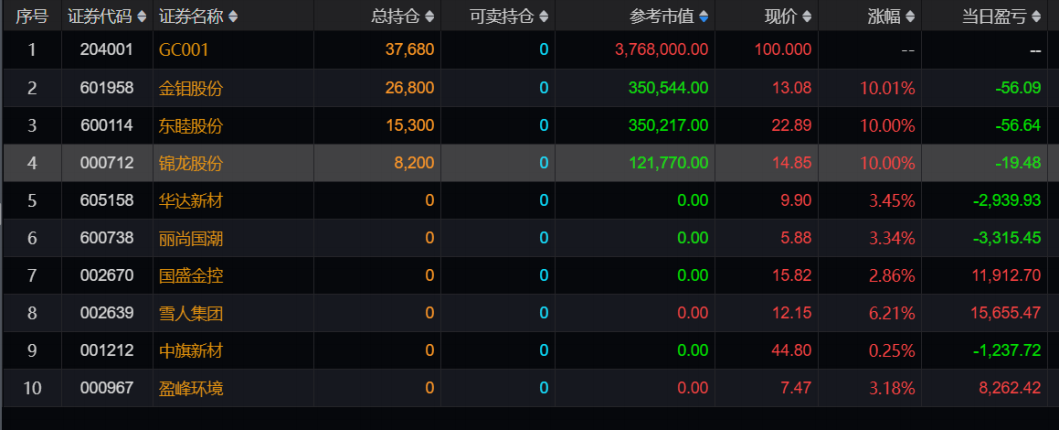 序号 证券代码 证券名称 总持仓 可卖持仓 参考市值 现价 涨幅 当日盈亏
1 204001 GC001 37,680 0 3,768,000.00 100.000 -- --
2 601958 金钼股份 26,800 0 350,544.00 13.08 10.01% -56.09
3 600114 东睦股份 15,300 0 350,217.00 22.89 10.00% -56.64
4 000712 锦龙股份 8,200 0 121,770.00 14.85 10.00% -19.48
5 605158 华达新材 0 0 0.00 9.90 3.45% -2,939.93
6 600738 丽尚国潮 0 0 0.00 5.88 3.34% -3,315.45
7 002670 国盛金控 0 0 0.00 15.82 2.86% 11,912.70
8 002639 雪人集团 0 0 0.00 12.15 6.21% 15,655.47
9 001212 中旗新材 0 0 0.00 44.80 0.25% -1,237.72
10 000967 盈峰环境 0 0 0.00 7.47 3.18% 8,262.42